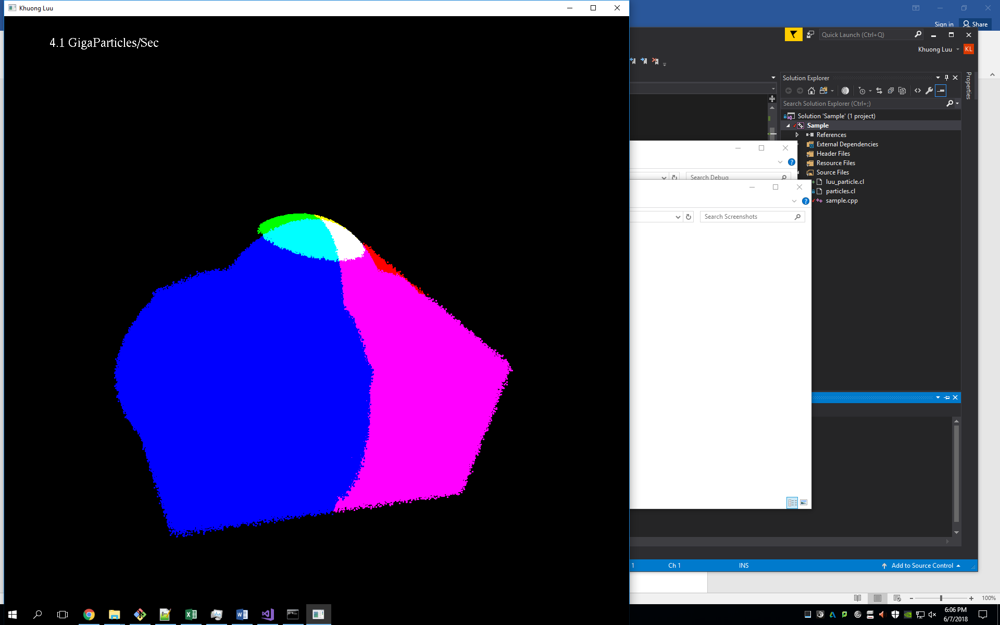 Khuong Luu
4.1 GigaParticles/Sec
Sign in
Share
Quick Launch (Ctrl+Q)
Khuong Luu
KL
Properties
Solution Explorer
Search Solution Explorer (Ctrl+;)
Solution 'Sample' (1 project)
Sample
References
External Dependencies
Header Files
Resource Files
Source Files
luu_particle.cl
particles.cl
sample.cpp
Search Debug
Search Screenshots
1
Ch 1
INS
Add to Source Control
100%
6:06 PM
6/7/2018